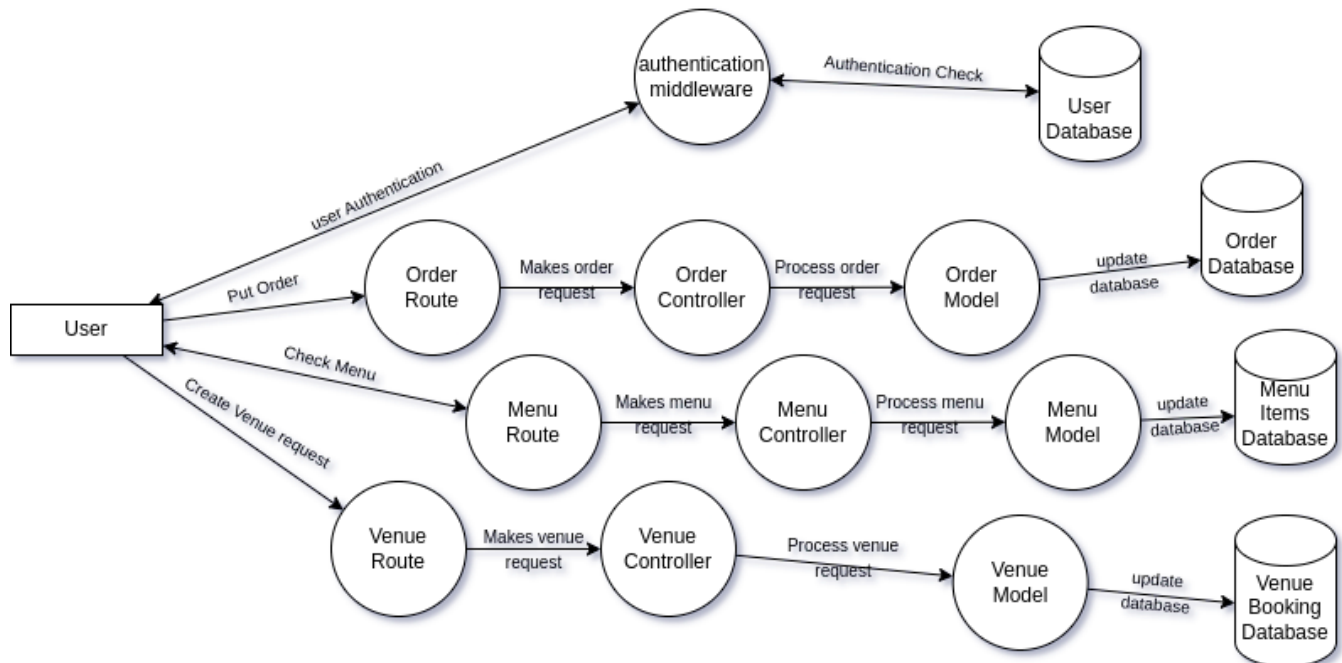 authentication
middleware
Authentication Check
User
Database
user Authentication
Put Order
Order
Route
Makes order
request
Order
Controller
Process order
request
Order
Model
update
database
Order
Database
User
Check Menu
Menu
Route
Makes menu
request
Menu
Controller
Process menu
request
Menu
Model
update
database
Menu
Items
Database
Create Venue request
Venue
Route
Makes venue
request
Venue
Controller
Process venue
request
Venue
Model
update
database
Venue
Booking
Database